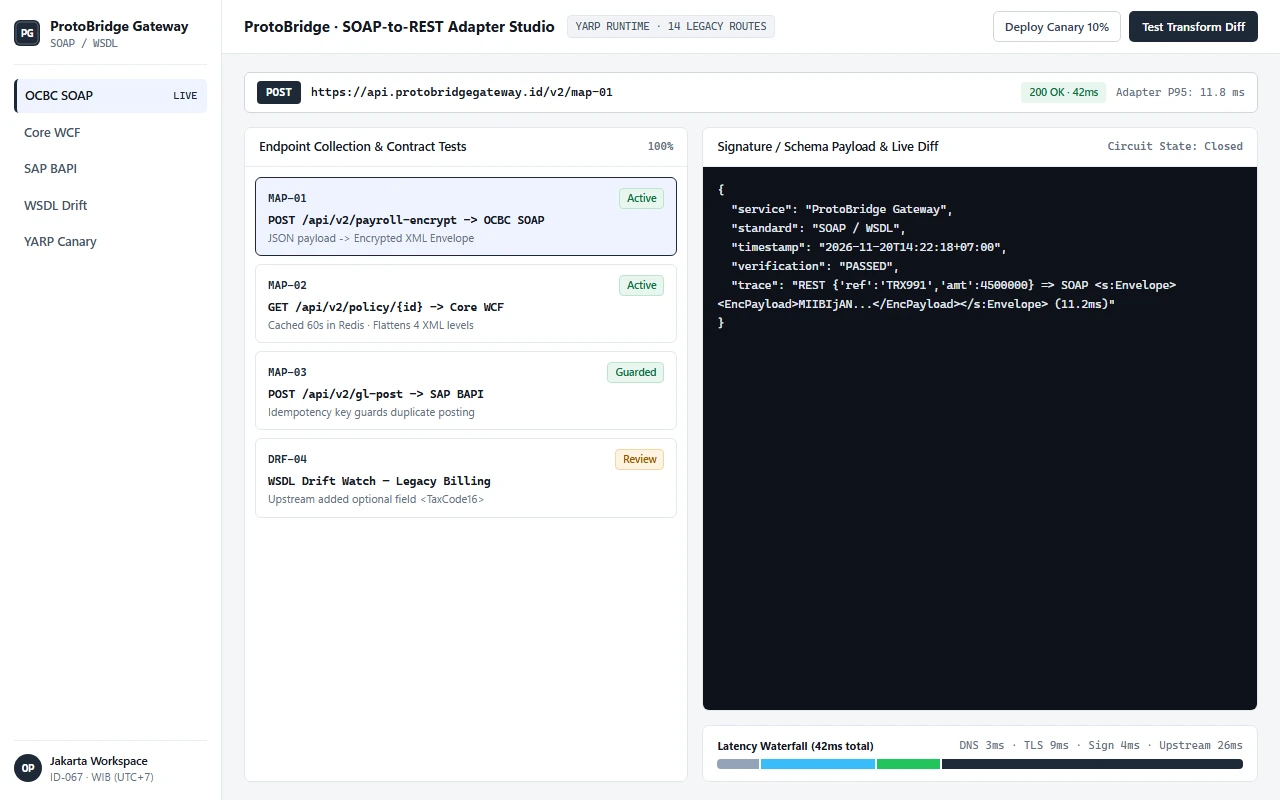 PG
ProtoBridge Gateway
SOAP / WSDL
OCBC SOAP LIVE
Core WCF
SAP BAPI
WSDL Drift
YARP Canary
OP
Jakarta Workspace
ID-067 · WIB (UTC+7)
ProtoBridge · SOAP-to-REST Adapter Studio
YARP RUNTIME · 14 LEGACY ROUTES
Deploy Canary 10%
Test Transform Diff
POST https://api.protobridgegateway.id/v2/map-01
200 OK · 42ms
Adapter P95: 11.8 ms
Endpoint Collection & Contract Tests 100%
MAP-01 Active
POST /api/v2/payroll-encrypt —> OCBC SOAP
JSON payload -> Encrypted XML Envelope
MAP-02 Active
GET /api/v2/policy/{id} —> Core WCF
Cached 60s in Redis · Flattens 4 XML levels
MAP-03 Guarded
POST /api/v2/gl-post —> SAP BAPI
Idempotency key guards duplicate posting
DRF-04 Review
WSDL Drift Watch — Legacy Billing
Upstream added optional field <TaxCode16>
Signature / Schema Payload & Live Diff
Circuit State: Closed
{
"service": "ProtoBridge Gateway",
"standard": "SOAP / WSDL",
"timestamp": "2026-11-20T14:22:18+07:00",
"verification": "PASSED",
"trace": "REST {'ref':'TRX991','amt':4500000} => SOAP <s:Envelope>
<EncPayload>MIIBIjAN...</EncPayload></s:Envelope> (11.2ms)"
}
Latency Waterfall (42ms total)
DNS 3ms · TLS 9ms · Sign 4ms · Upstream 26ms